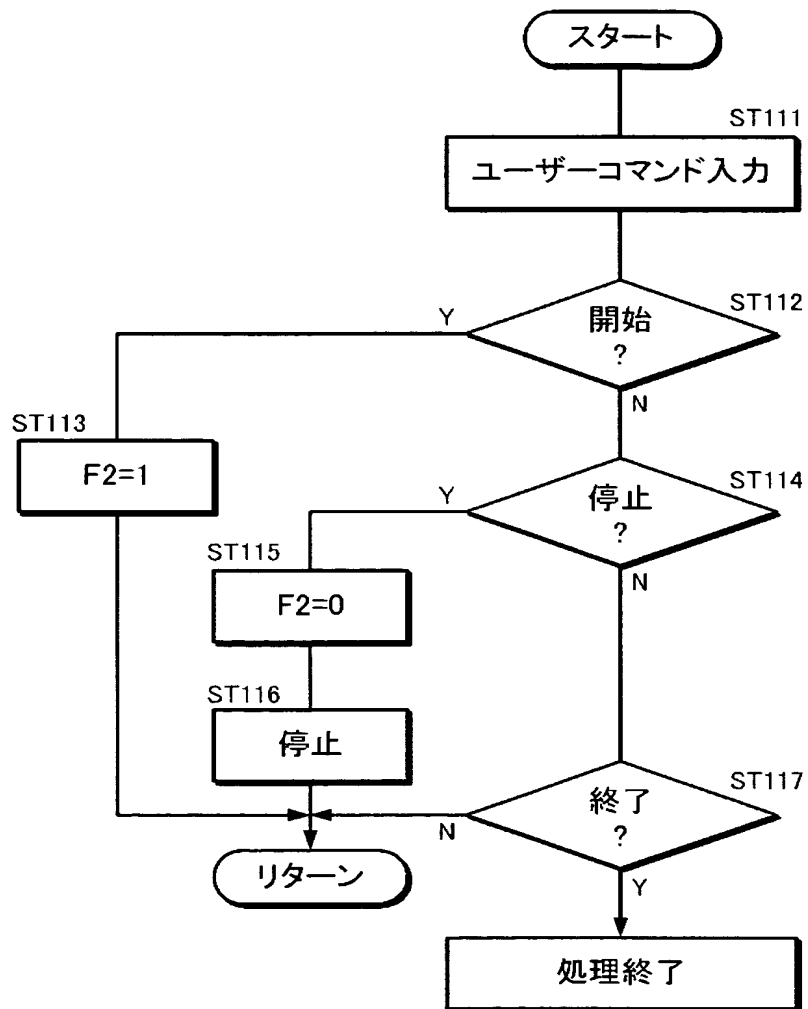 スタート
ST111
ユーザーコマンド入力
ST112
開始
?
Y
N
ST113
F2=1
ST114
停止
?
Y
N
ST115
F2=0
ST116
停止
ST117
終了
?
N
Y
リターン
処理終了